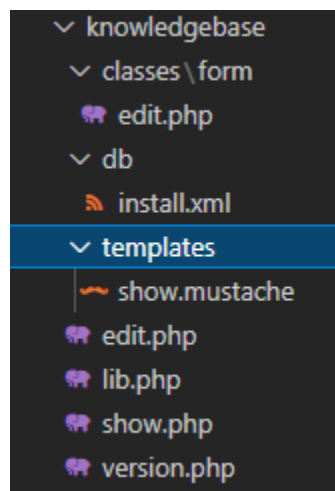 knowledgebase
classes\form
edit.php
db
install.xml
templates
show.mustache
edit.php
lib.php
show.php
version.php